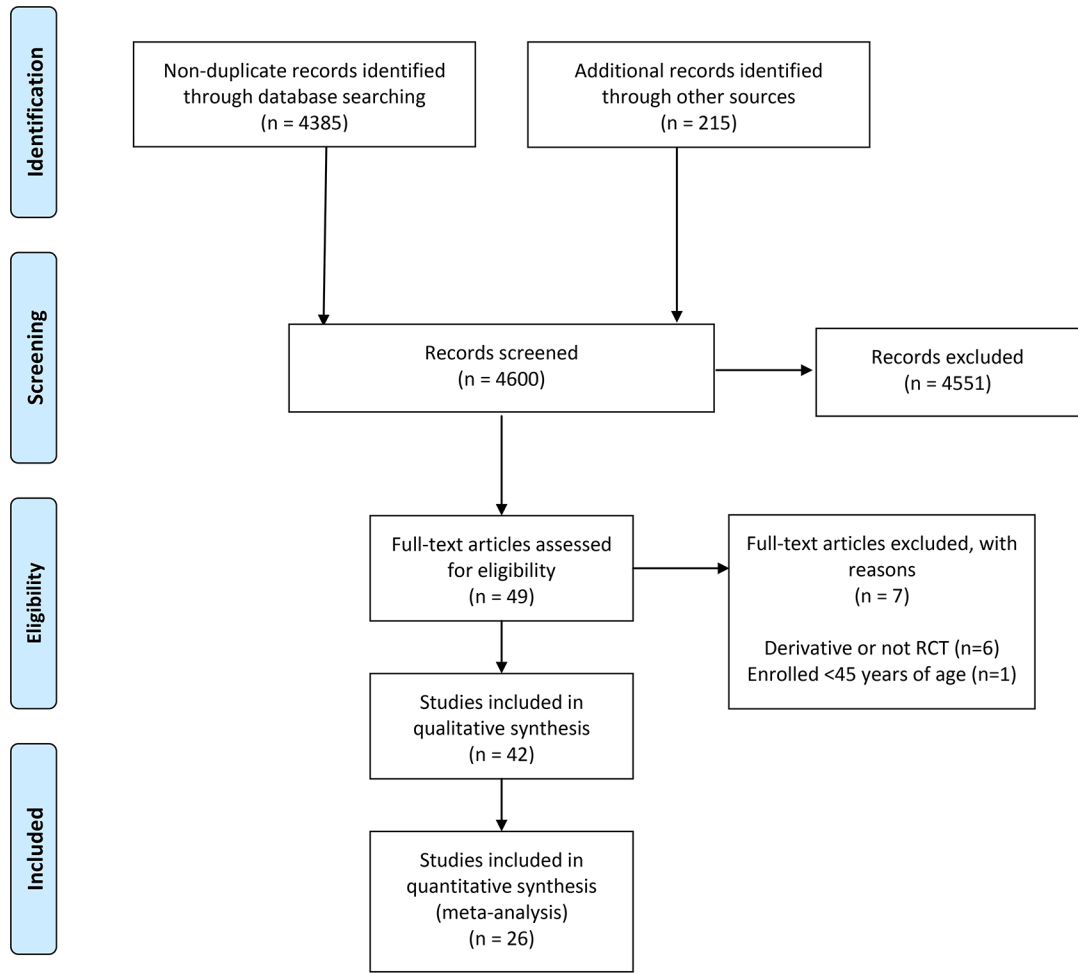 Identification
Non-duplicate records identified
through database searching
(n = 4385)
Additional records identified
through other sources
(n = 215)
Screening
Records screened
(n = 4600)
Records excluded
(n = 4551)
Eligibility
Full-text articles assessed
for eligibility
(n = 49)
Full-text articles excluded, with
reasons
(n = 7)
Derivative or not RCT (n=6)
Enrolled <45 years of age (n=1)
Studies included in
qualitative synthesis
(n = 42)
Included
Studies included in
quantitative synthesis
(meta-analysis)
(n = 26)